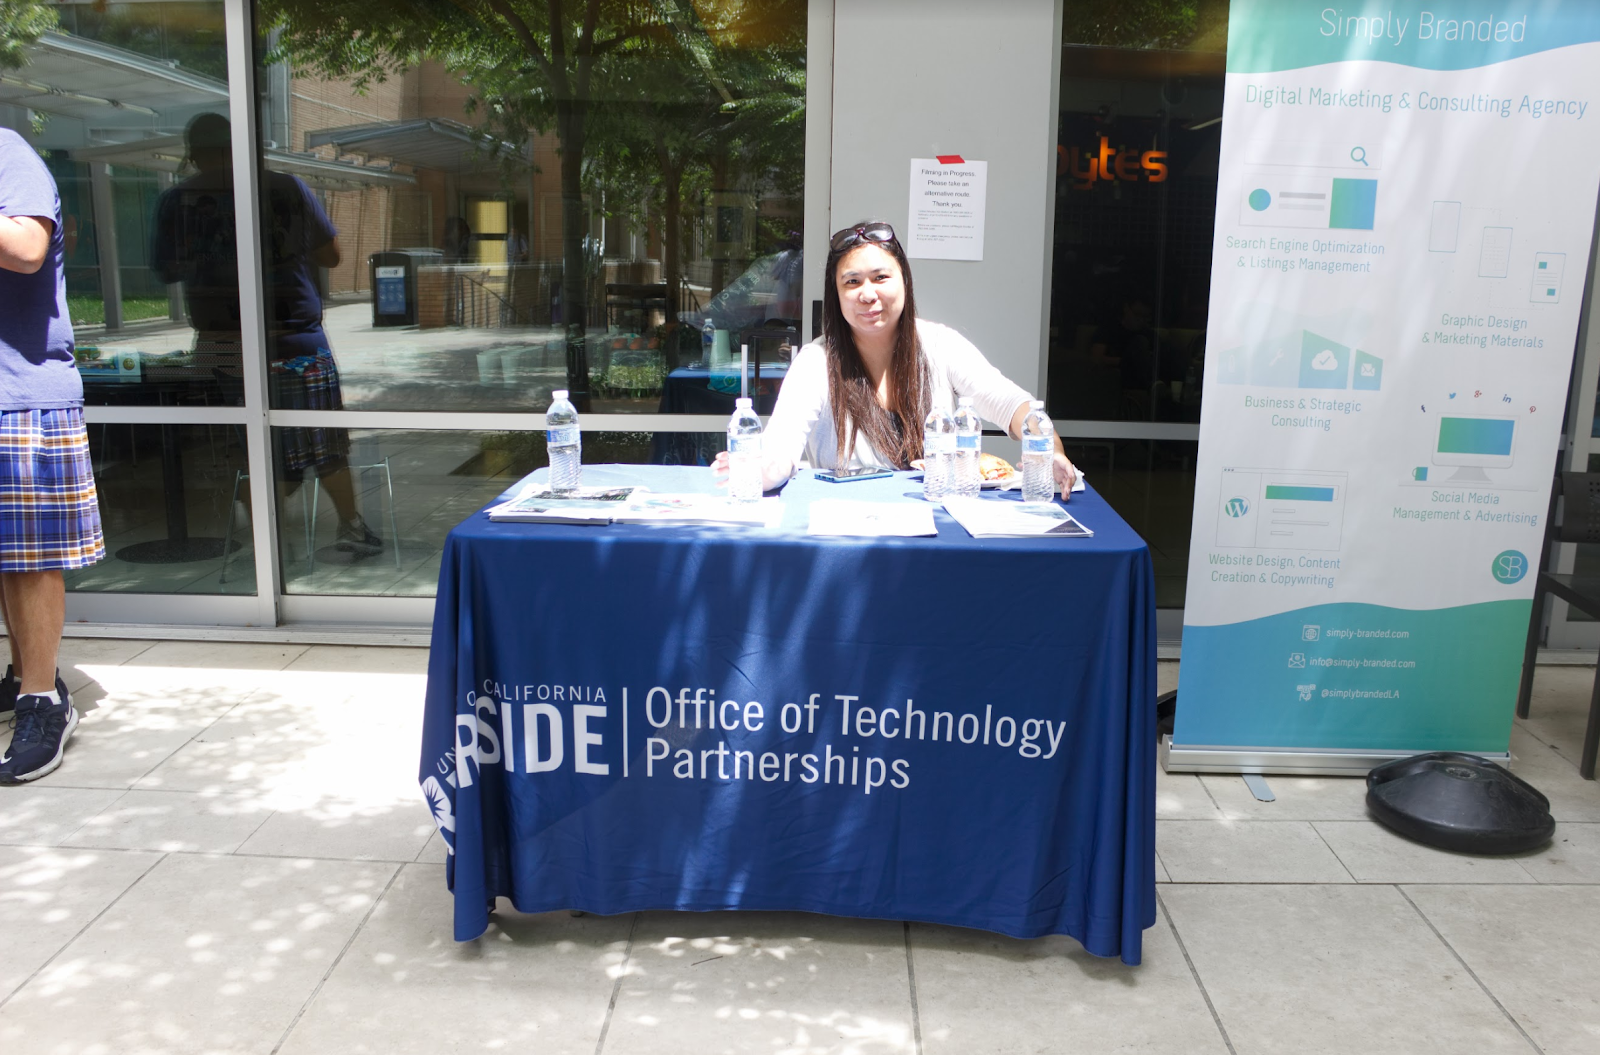 Simply Branded
Digital Marketing & Consulting Agency
Search Engine Optimization
& Listings Management
Graphic Design
& Marketing Materials
Business & Strategic
Consulting
Social Media
Management & Advertising
Website Design, Content
Creation & Copywriting
SB
simply-branded.com
info@simply-branded.com
@simplybrandedLA
ytes
Filming in Progress.
Please take an
alternative route.
Thank you.
CALIFORNIA
RSIDE
Office of Technology
Partnerships